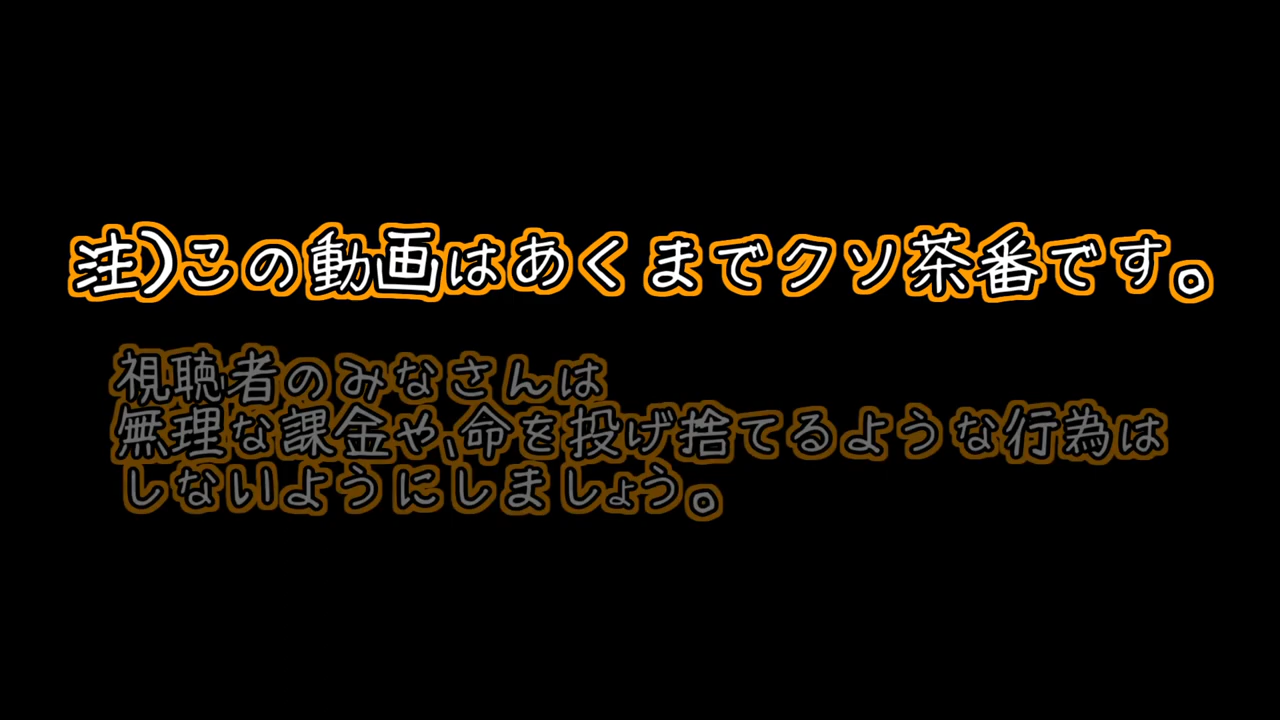 注)この動画はあくまでクソ茶番です。
視聴者のみなさんは
無理な課金や、命を投げ捨てるような行為は
しないようにしましょう。